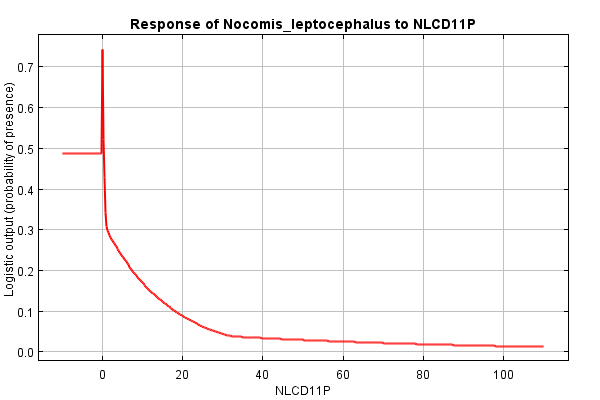 Response of Nocomis_leptocephalus to NLCD11P
Logistic output (probability of presence)
0.7
0.6
0.5
0.4
0.3
0.2
0.1
0.0
0 20 40 60 80 100
NLCD11P